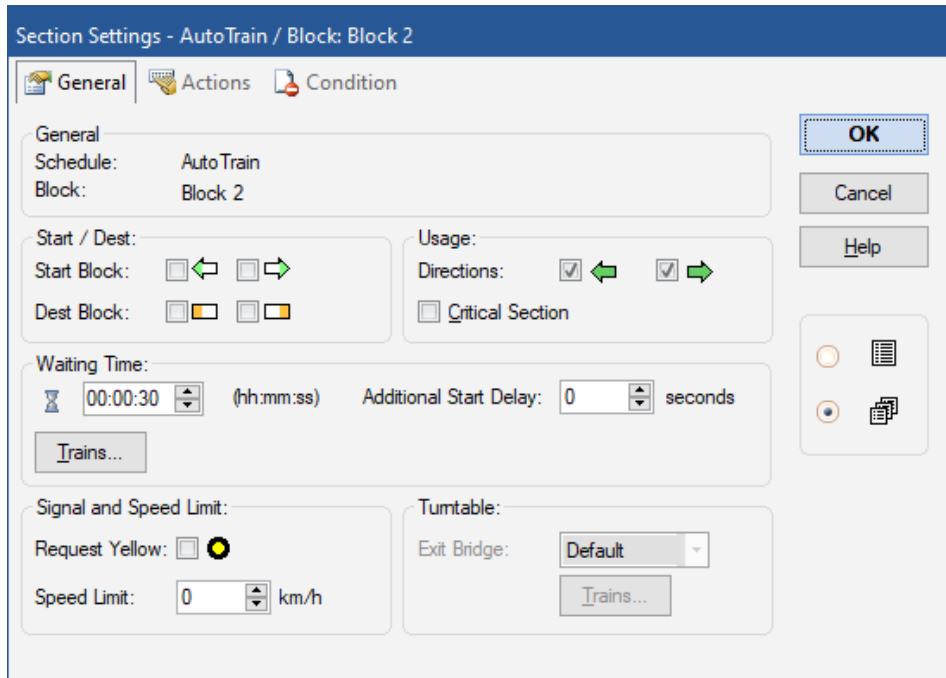 Section Settings - AutoTrain / Block: Block 2
General Actions Condition
General
Schedule: AutoTrain
Block: Block 2
OK
Cancel
Help
Start / Dest:
Start Block:
Dest Block:
Usage:
Directions:
Critical Section
Waiting Time:
00:00:30 (hh:mm:ss) Additional Start Delay: 0 seconds
Trains...
Signal and Speed Limit:
Request Yellow:
Speed Limit: 0 km/h
Turntable:
Exit Bridge: Default
Trains...